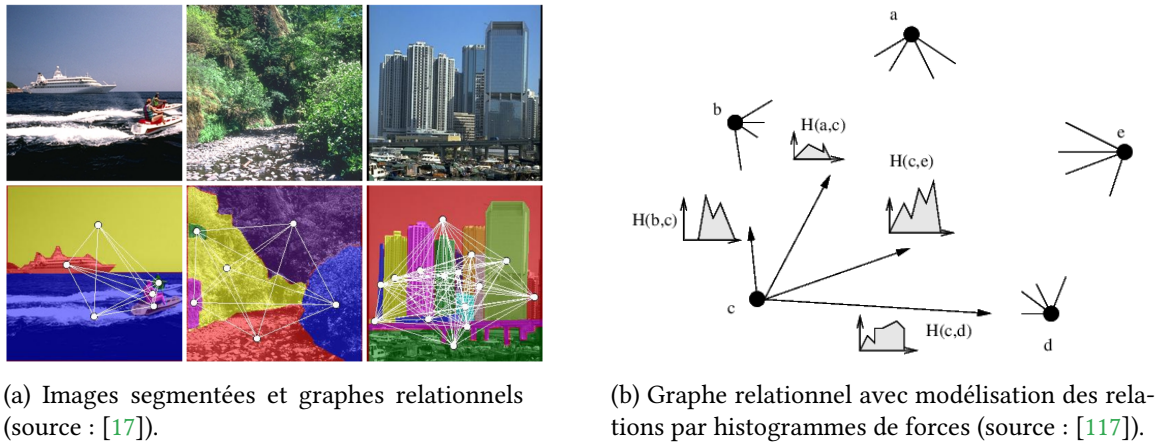 a
b
H(a,c)
e
H(c,e)
H(b,c)
c
H(c,d)
d
(a) Images segmentées et graphes relationnels
(source : [17]).
(b) Graphe relationnel avec modélisation des rela-
tions par histogrammes de forces (source : [117]).